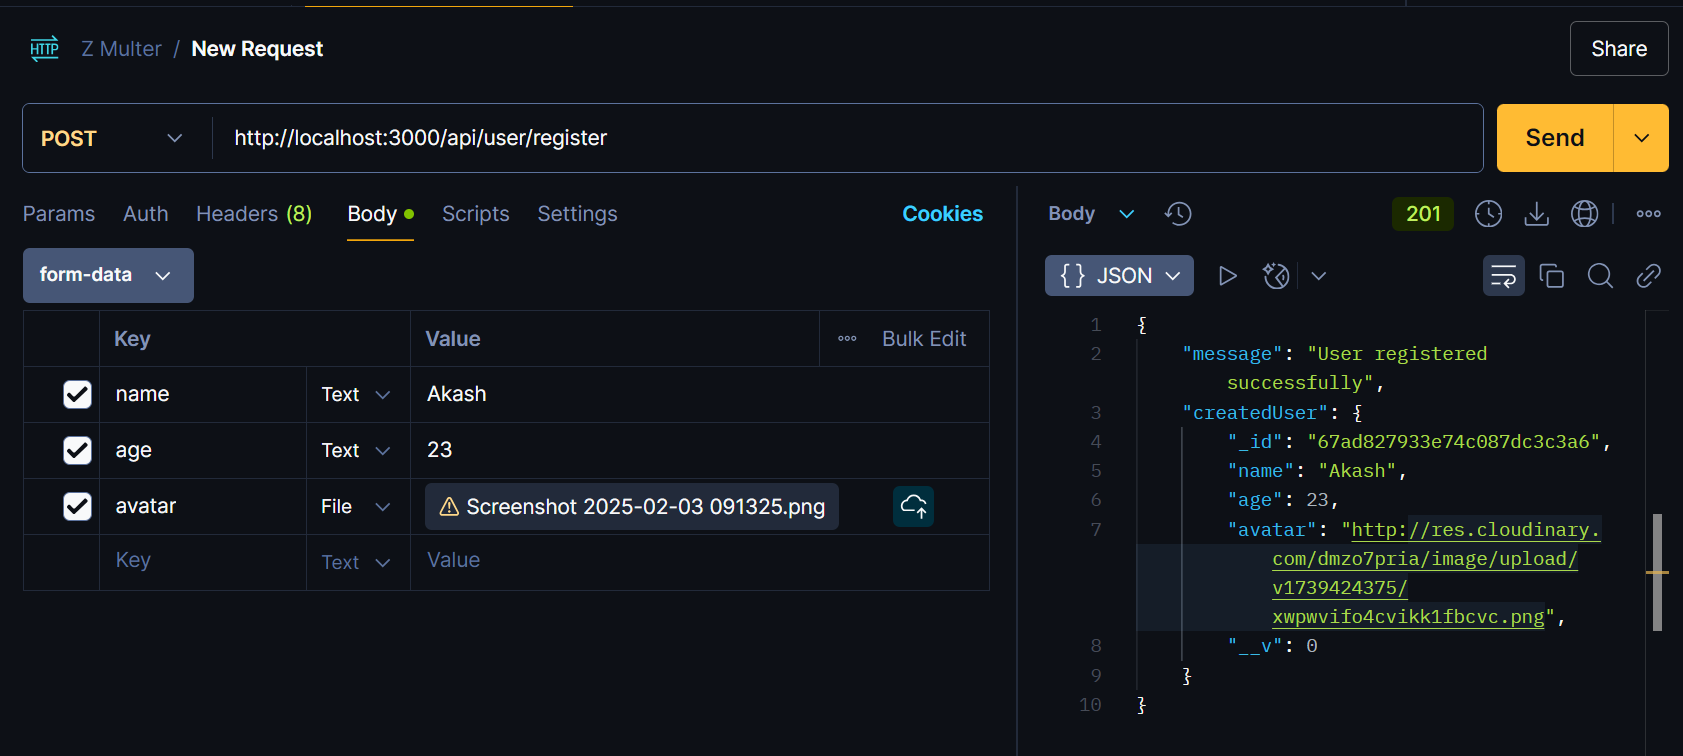 HTTP Z Multer / New Request Share
POST http://localhost:3000/api/user/register Send
Params Auth Headers (8) Body Scripts Settings Cookies
Body 201
form-data
{ } JSON
Key Value Bulk Edit
name Text Akash
age Text 23
avatar File Screenshot 2025-02-03 091325.png
Key Text Value
1 {
2 "message": "User registered
successfully",
3 "createdUser": {
4 "_id": "67ad827933e74c087dc3c3a6",
5 "name": "Akash",
6 "age": 23,
7 "avatar": "http://res.cloudinary.
com/dmzo7pria/image/upload/
v1739424375/
xwpwvifo4cvikk1fbcvc.png",
8 "__v": 0
9 }
10 }